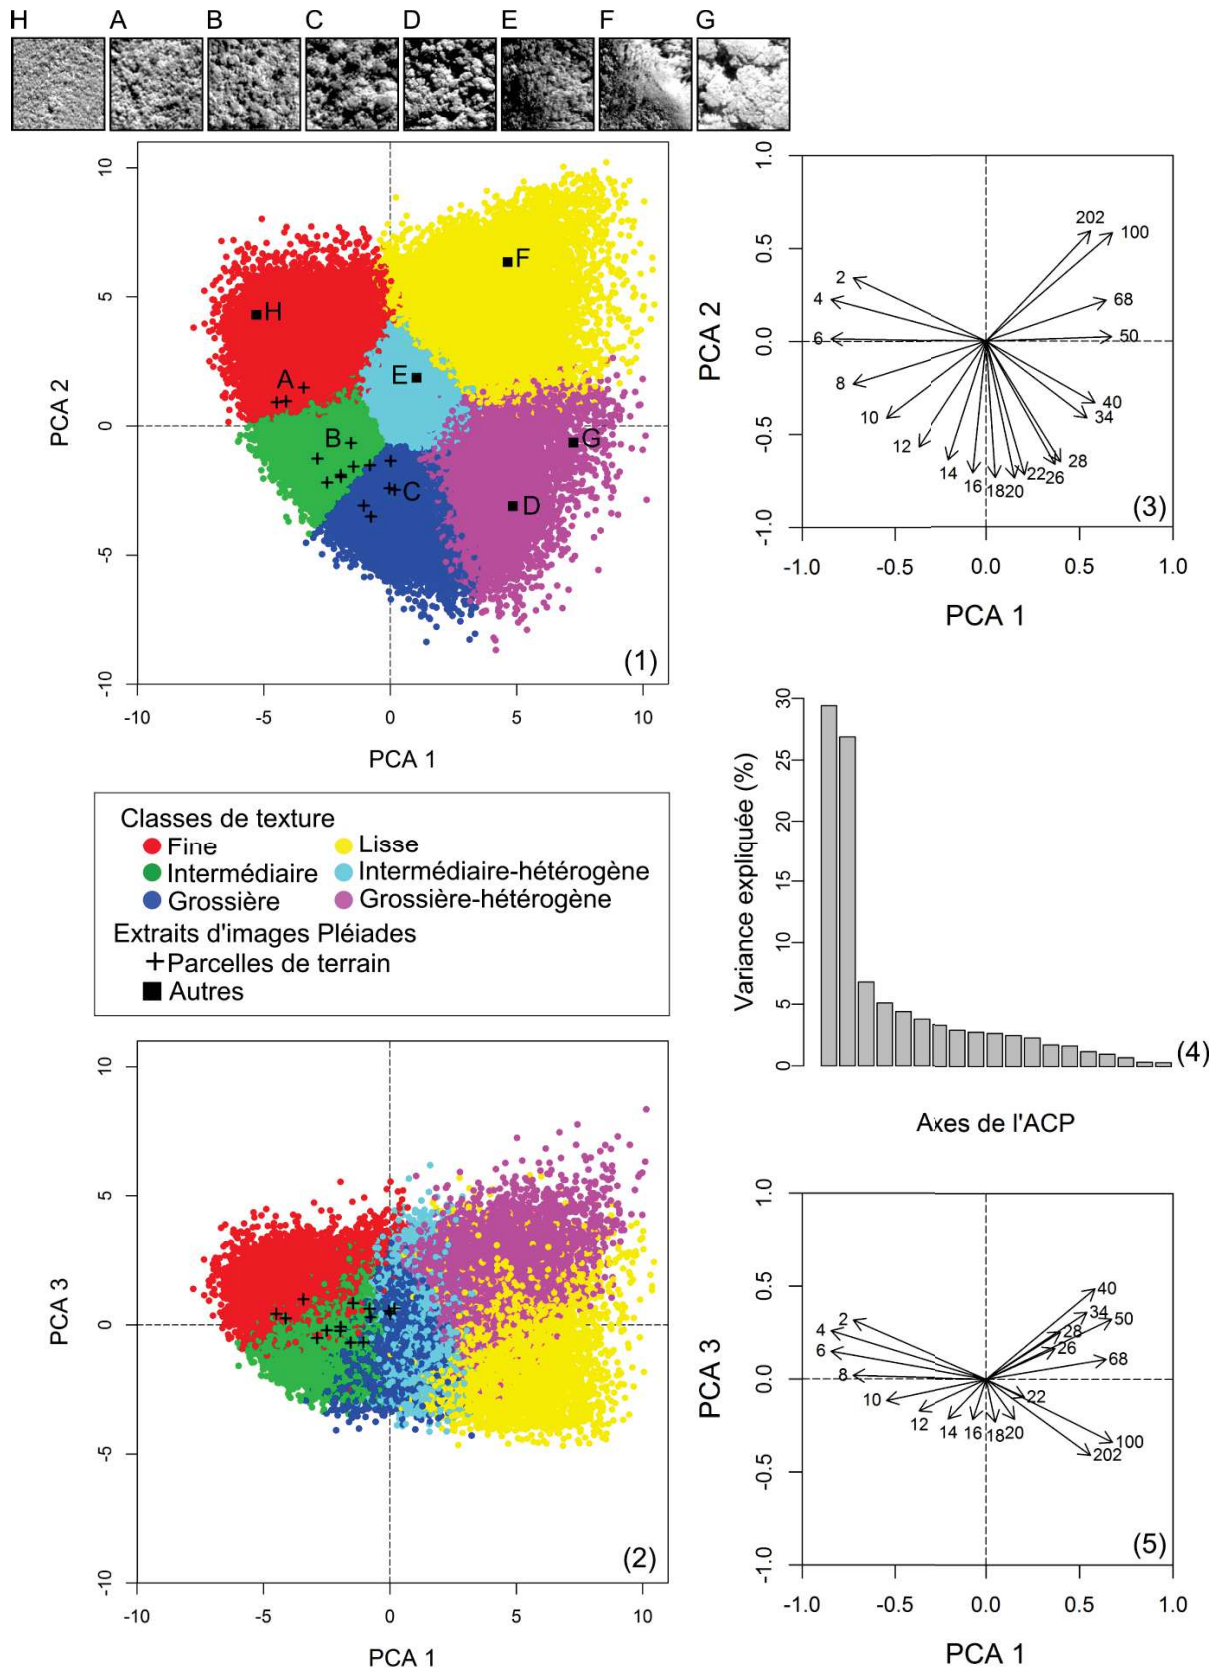 H A B C D E F G
10
5
0
-5
-10
PCA 2
H
A
B
C
D
E
F
G
(1)
-10 -5 0 5 10
PCA 1
1.0
0.5
0.0
-0.5
-1.0
PCA 2
2
4
6
8
10
12
14
16
18
20
22
26
28
34
40
50
68
100
202
(3)
-1.0 -0.5 0.0 0.5 1.0
PCA 1
Classes de texture
Fine
Lisse
Intermédiaire
Intermédiaire-hétérogène
Grossière
Grossière-hétérogène
Extraits d'images Pléiades
Parcelles de terrain
Autres
30
25
20
15
10
5
0
Variance expliquée (%)
(4)
Axes de l'ACP
10
5
0
-5
-10
PCA 3
(2)
-10 -5 0 5 10
PCA 1
1.0
0.5
0.0
-0.5
-1.0
PCA 3
2
4
6
8
10
12
14
16
18
20
22
26
28
34
40
50
68
100
202
(5)
-1.0 -0.5 0.0 0.5 1.0
PCA 1